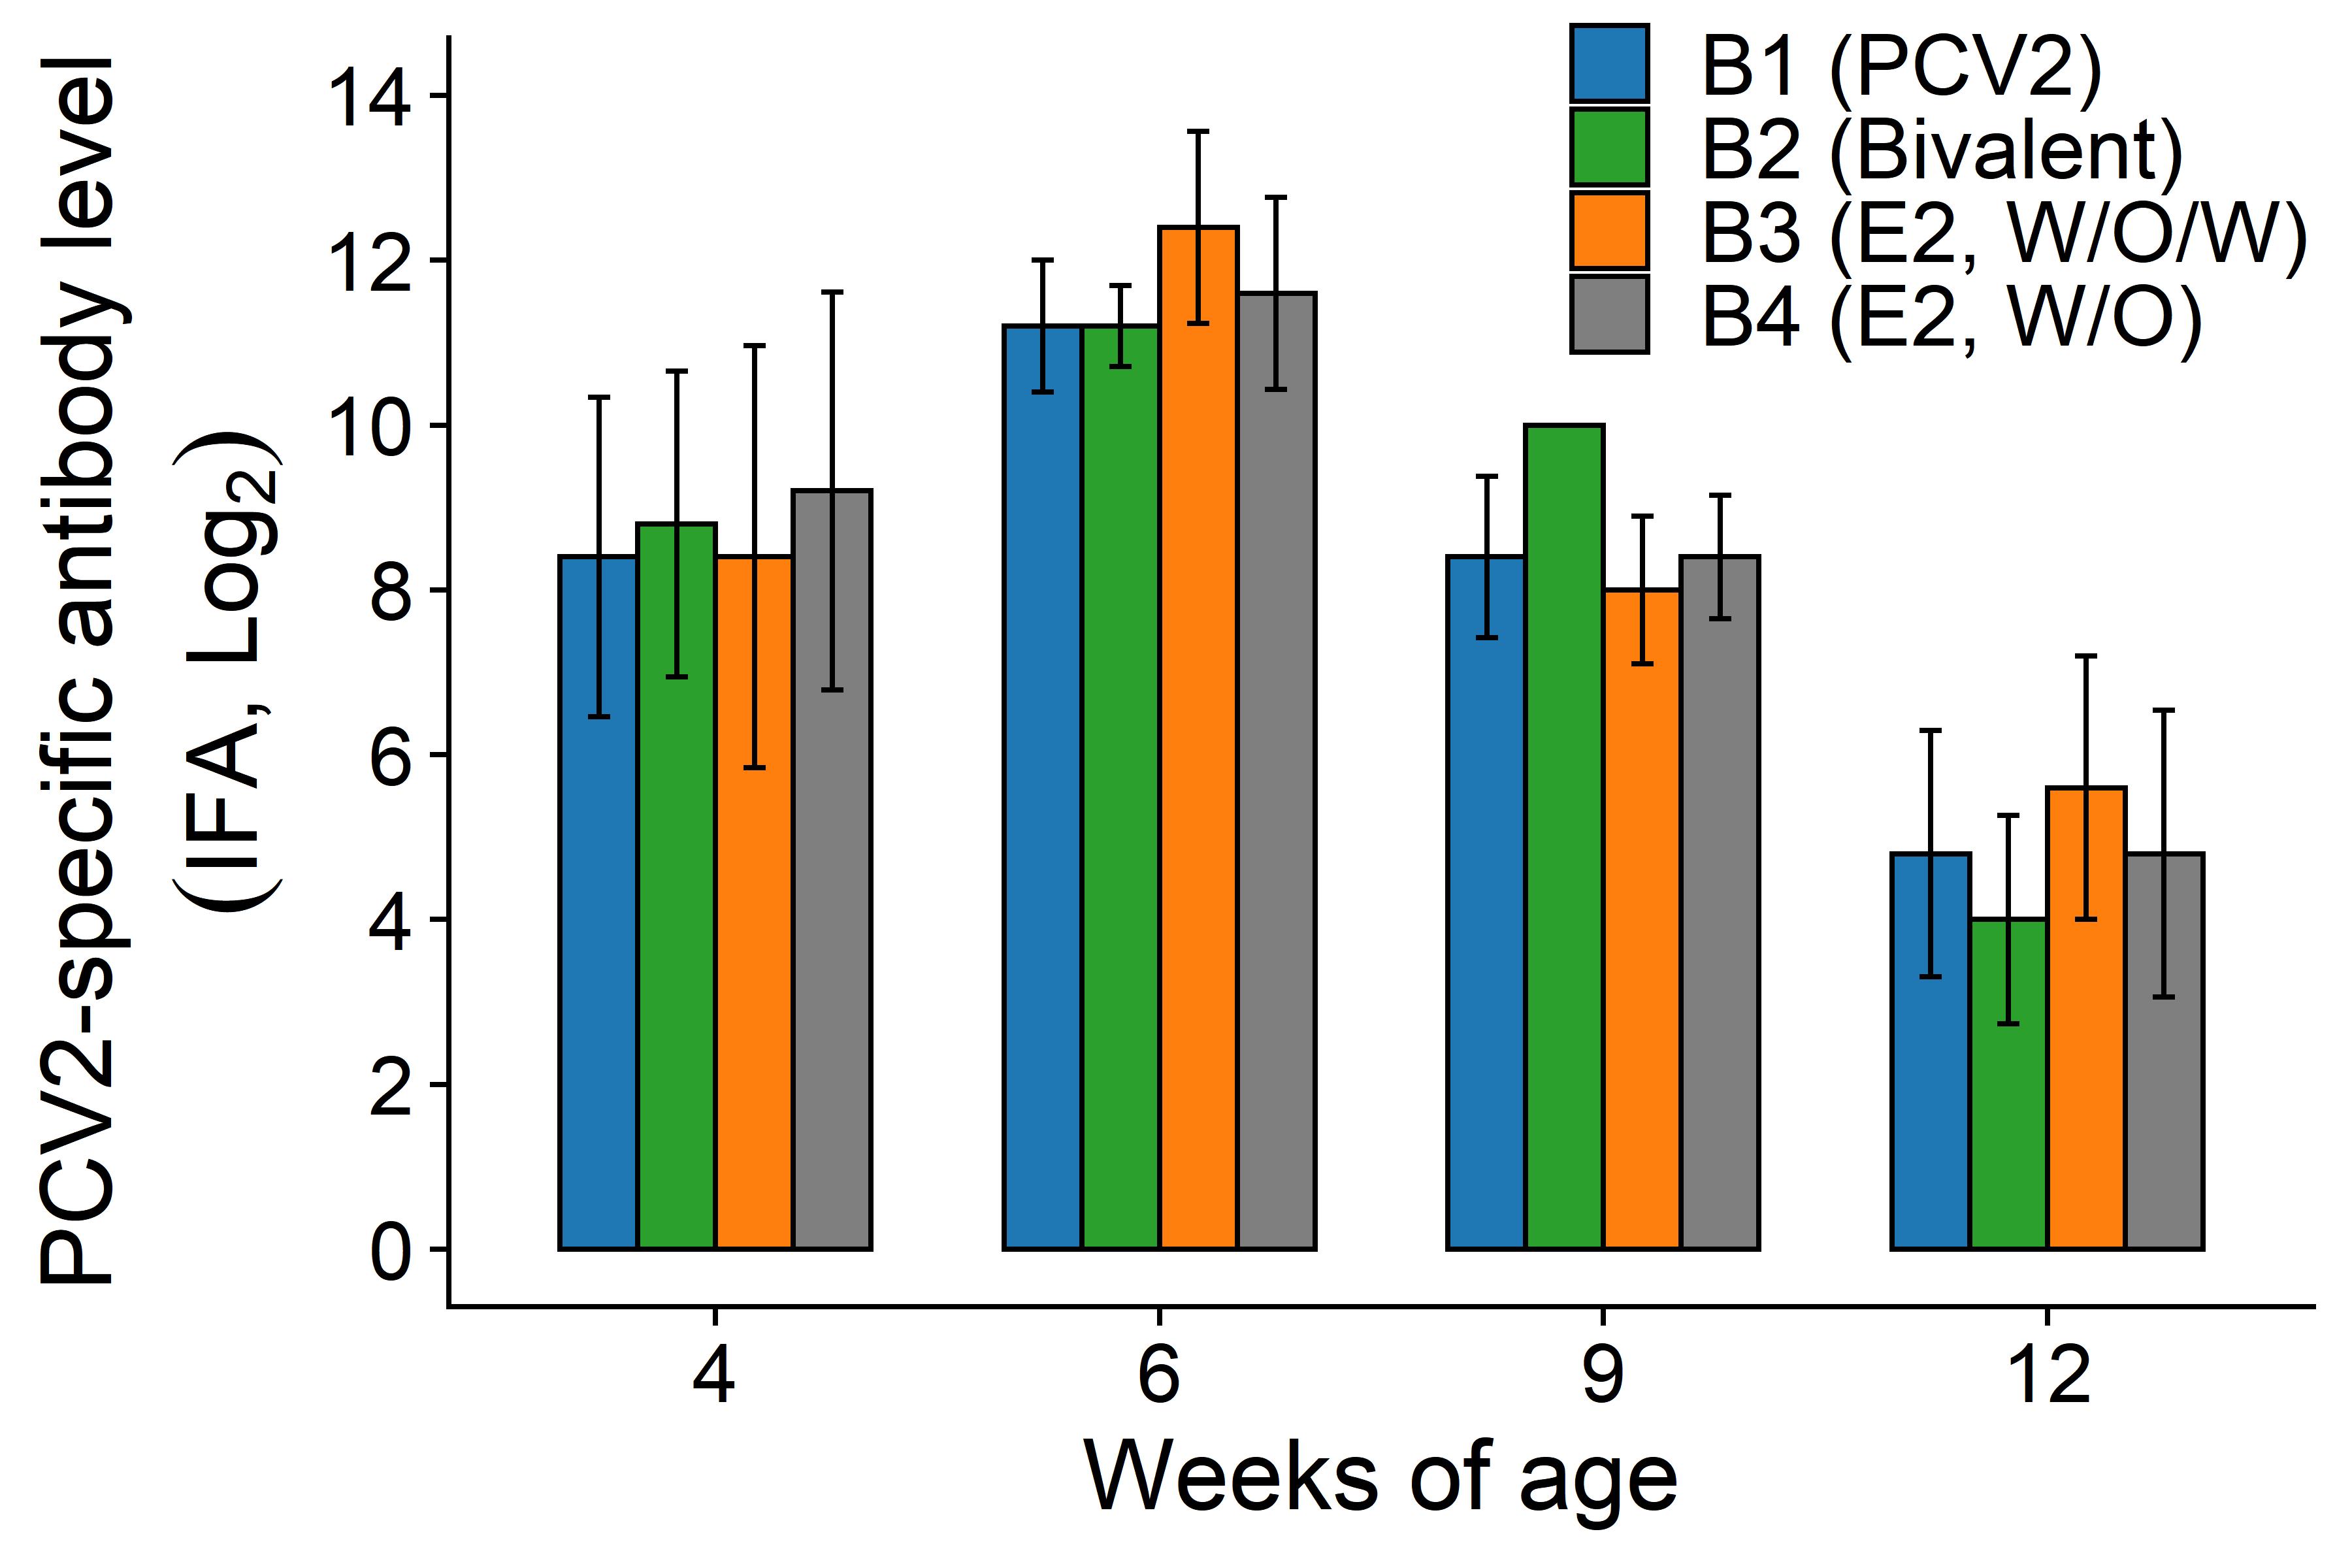 PCV2-specific antibody level
(IFA, Log₂)
14
12
10
8
6
4
2
0
B1 (PCV2)
B2 (Bivalent)
B3 (E2, W/O/W)
B4 (E2, W/O)
4 6 9 12
Weeks of age